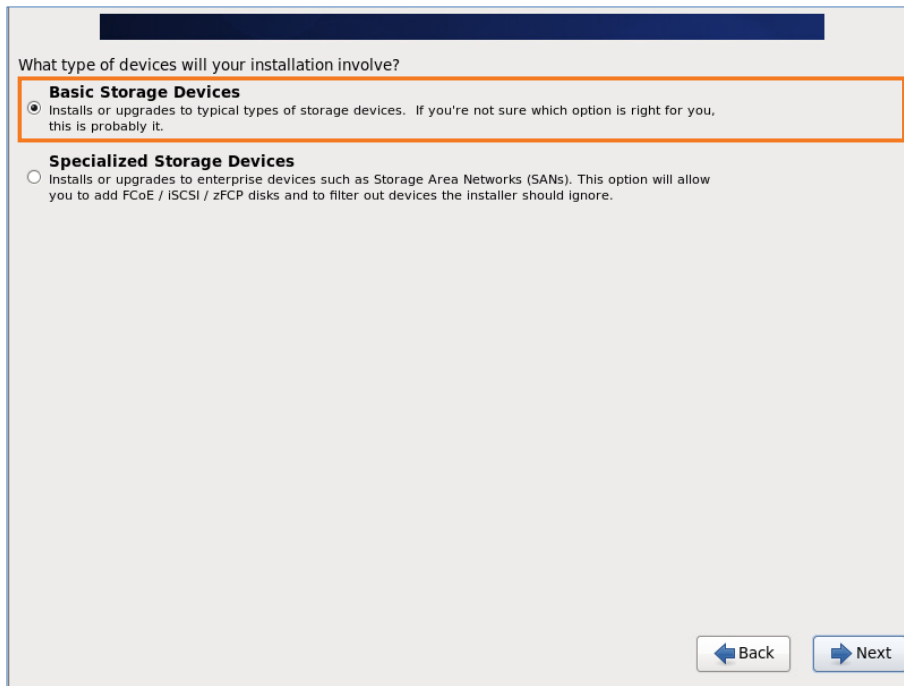 What type of devices will your installation involve?
Basic Storage Devices
Installs or upgrades to typical types of storage devices.  If you're not sure which option is right for you,
this is probably it.
Specialized Storage Devices
Installs or upgrades to enterprise devices such as Storage Area Networks (SANs). This option will allow
you to add FCoE / iSCSI / zFCP disks and to filter out devices the installer should ignore.
Back
Next